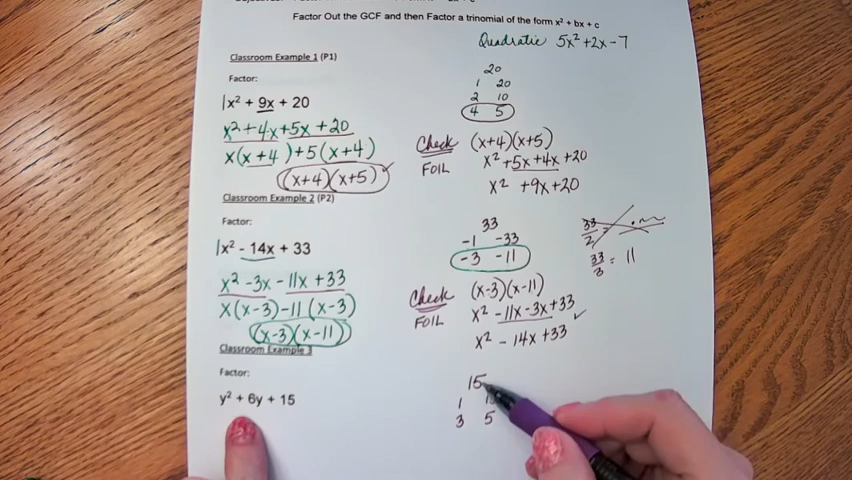 Factor Out the GCF and then Factor a trinomial of the form x² + bx + c
Quadratic 5x² +2x - 7
Classroom Example 1 (P1)
Factor:
1x² + 9x + 20
x² + 4x + 5x + 20
x(x+4) + 5(x+4)
(x+4)(x+5) ✓
20
1 20
2 10
4 5
Check (x+4)(x+5)
FOIL x² + 5x + 4x + 20
x² + 9x + 20
Classroom Example 2 (P2)
Factor:
1x² - 14x + 33
x² - 3x - 11x + 33
x(x-3) - 11(x-3)
(x-3)(x-11)
33
-1 -33
-3 -11
33/2 =
33/3 = 11
Check (x-3)(x-11)
FOIL x² - 11x - 3x + 33 ✓
x² - 14x + 33
Classroom Example 3
Factor:
y² + 6y + 15
15
1
3 5